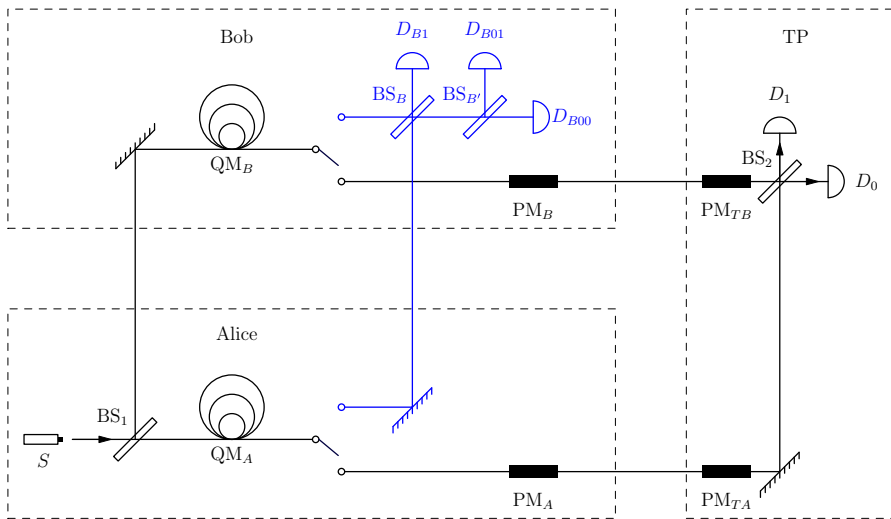 Bob
D_{B1}
D_{B01}
TP
BS_B
BS_{B'}
D_{B00}
D_1
QM_B
BS_2
D_0
PM_B
PM_{TB}
Alice
BS_1
S
QM_A
PM_A
PM_{TA}